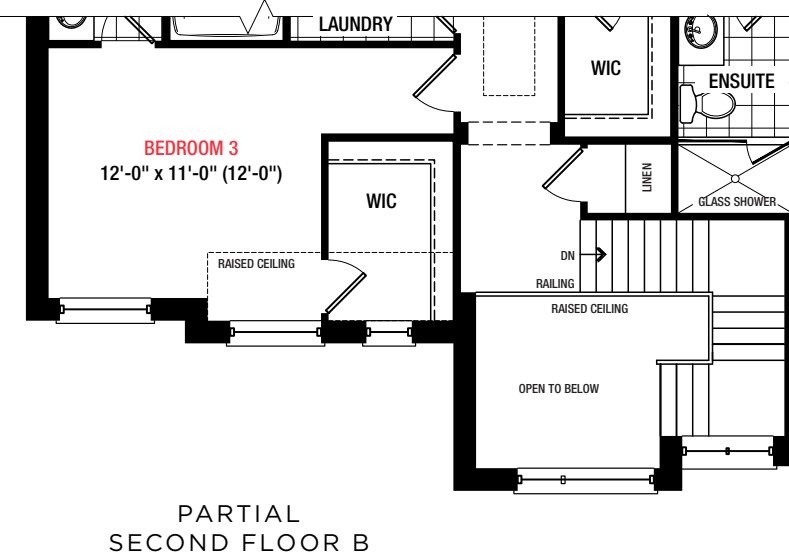 LAUNDRY
WIC
ENSUITE
BEDROOM 3
12'-0" x 11'-0" (12'-0")
WIC
LINEN
GLASS SHOWER
RAISED CEILING
DN
RAILING
RAISED CEILING
OPEN TO BELOW
PARTIAL
SECOND FLOOR B